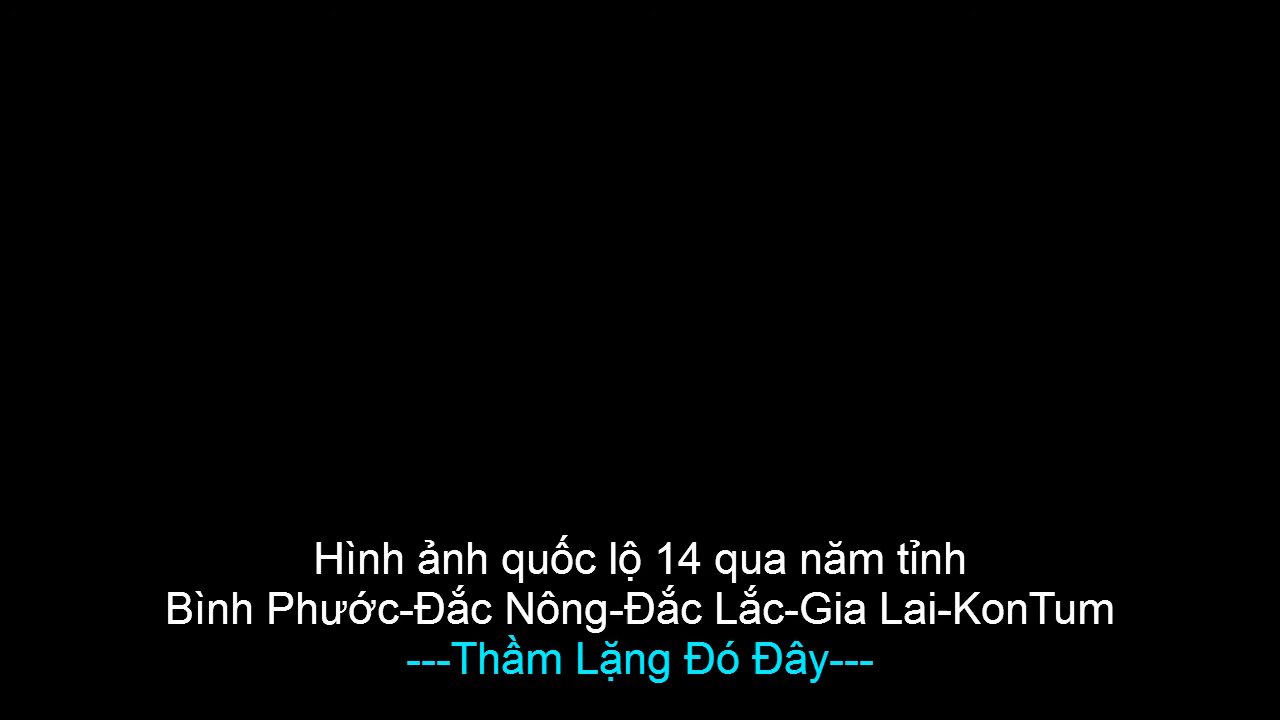 Hình ảnh quốc lộ 14 qua năm tỉnh
Bình Phước-Đắc Nông-Đắc Lắc-Gia Lai-KonTum
---Thầm Lặng Đó Đây---